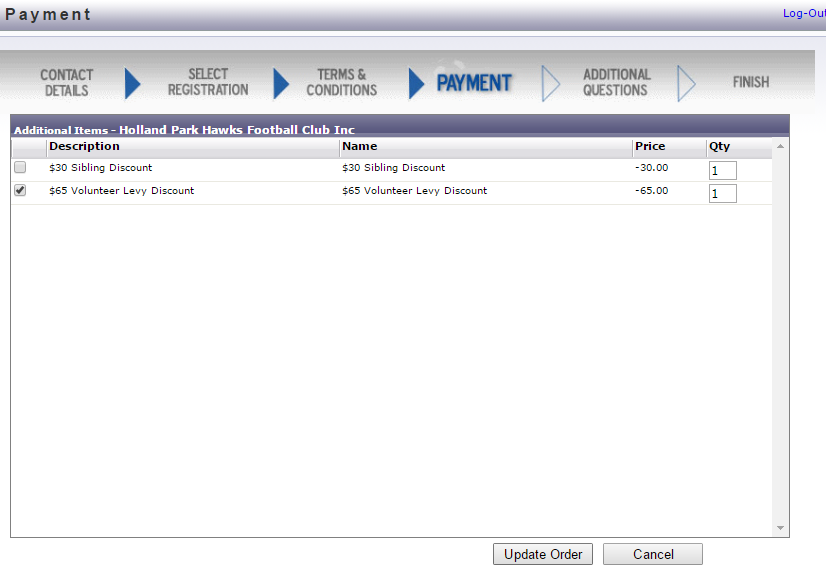 Payment
Log-Out
CONTACT DETAILS
SELECT REGISTRATION
TERMS & CONDITIONS
PAYMENT
ADDITIONAL QUESTIONS
FINISH
Additional Items - Holland Park Hawks Football Club Inc
Description Name Price Qty
$30 Sibling Discount $30 Sibling Discount -30.00 1
$65 Volunteer Levy Discount $65 Volunteer Levy Discount -65.00 1
Update Order Cancel